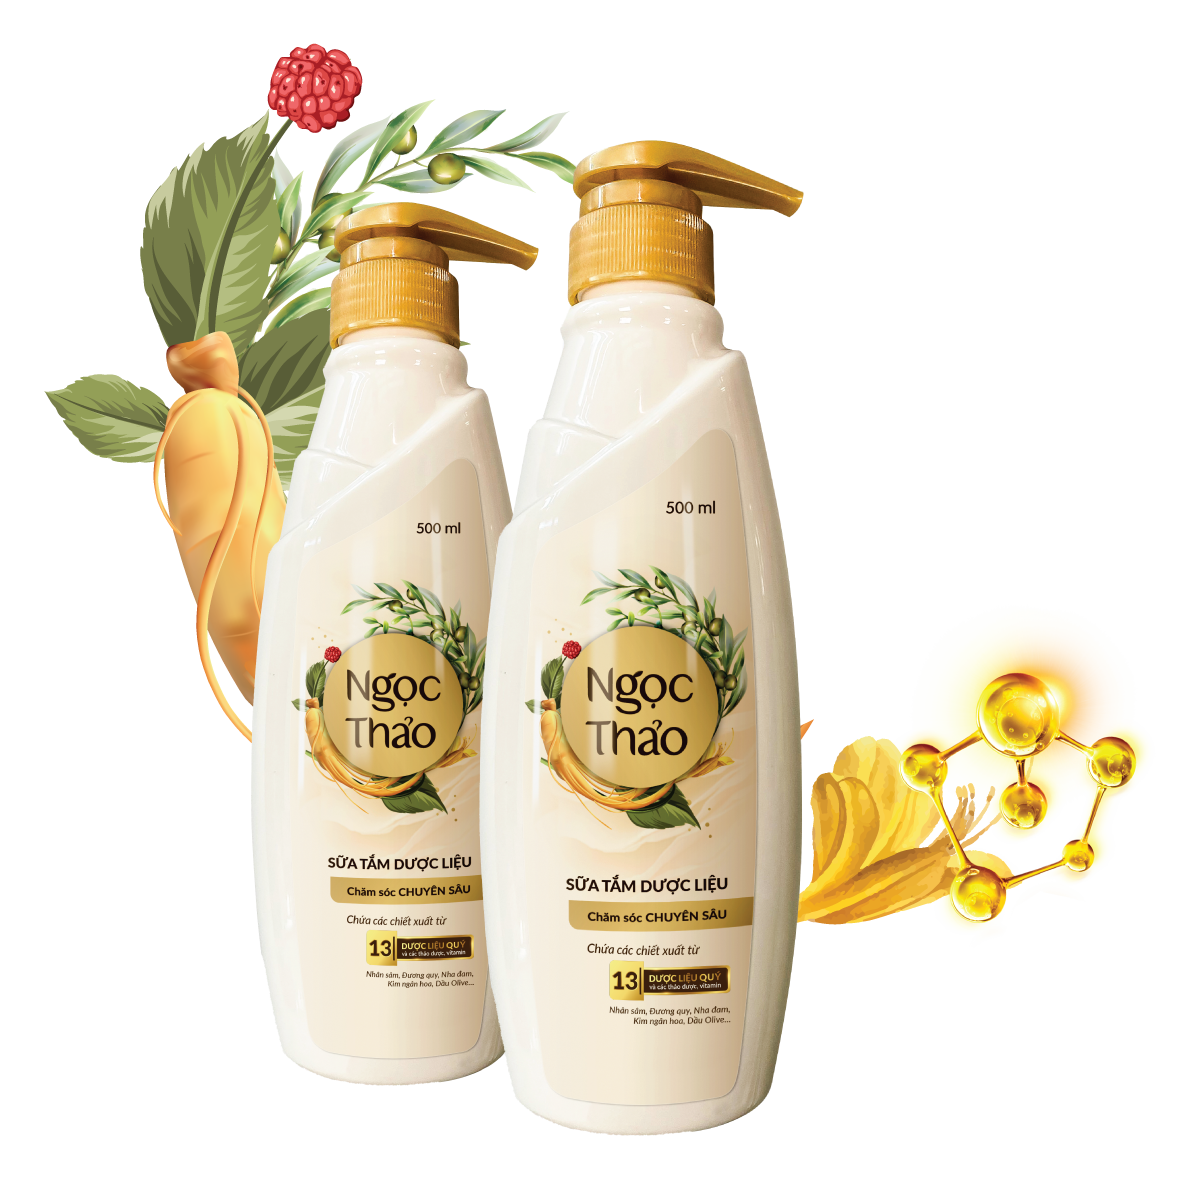 500 ml
Ngọc
Thảo
SỮA TẮM DƯỢC LIỆU
Chăm sóc CHUYÊN SÂU
Chứa các chiết xuất từ
13 DƯỢC LIỆU QUÝ
và các thảo dược, vitamin
Nhân sâm, Đương quy, Nha đam,
Kim ngân hoa, Dầu Olive...
500 ml
Ngọc
Thảo
SỮA TẮM DƯỢC LIỆU
Chăm sóc CHUYÊN SÂU
Chứa các chiết xuất từ
13 DƯỢC LIỆU QUÝ
và các thảo dược, vitamin
Nhân sâm, Đương quy, Nha đam,
Kim ngân hoa, Dầu Olive...